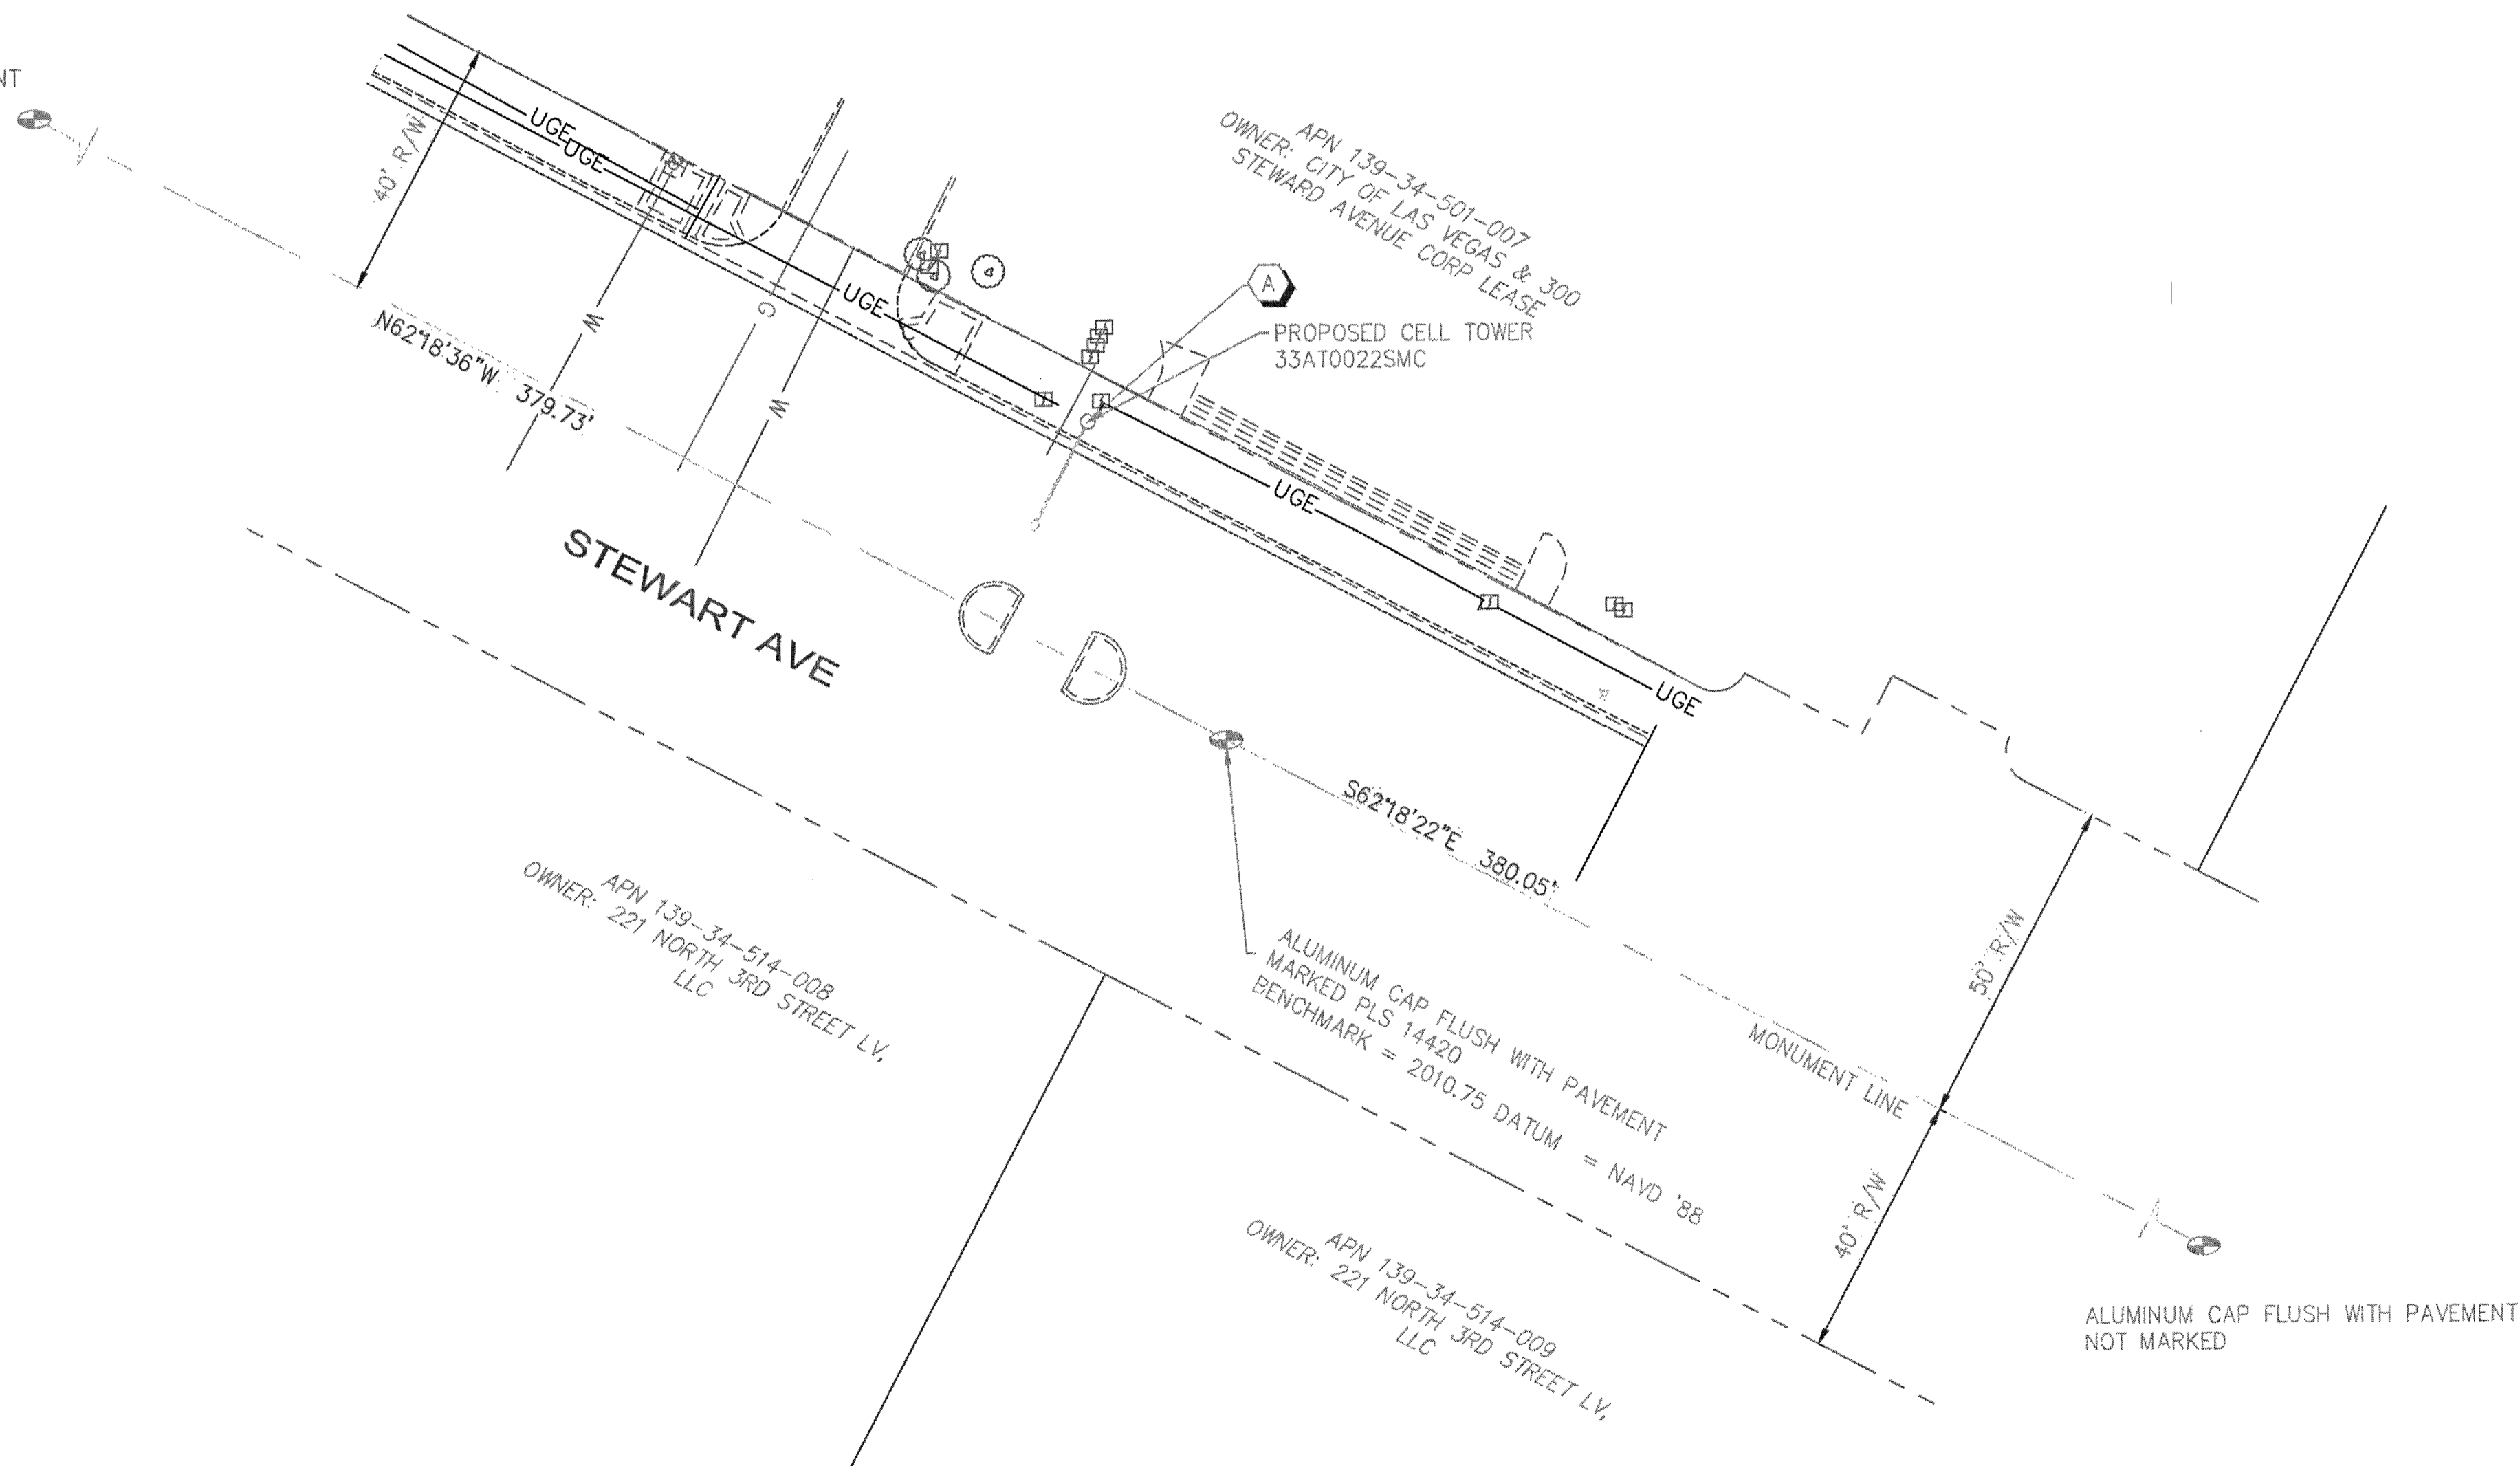 NT
40' R/W
UGE
UGE
UGE
W
G
W
N62°18'36"W 379.73'
APN 139-34-501-007
OWNER: CITY OF LAS VEGAS & 300
STEWARD AVENUE CORP LEASE
A
PROPOSED CELL TOWER
33AT0022SMC
UGE
UGE
STEWART AVE
S62°18'22"E 380.05'
APN 139-34-514-008
OWNER: 221 NORTH 3RD STREET LV,
LLC
ALUMINUM CAP FLUSH WITH PAVEMENT
MARKED PLS 14420
BENCHMARK = 2010.75 DATUM = NAVD '88
50' R/W
MONUMENT LINE
40' R/W
APN 139-34-514-009
OWNER: 221 NORTH 3RD STREET LV,
LLC
ALUMINUM CAP FLUSH WITH PAVEMENT
NOT MARKED